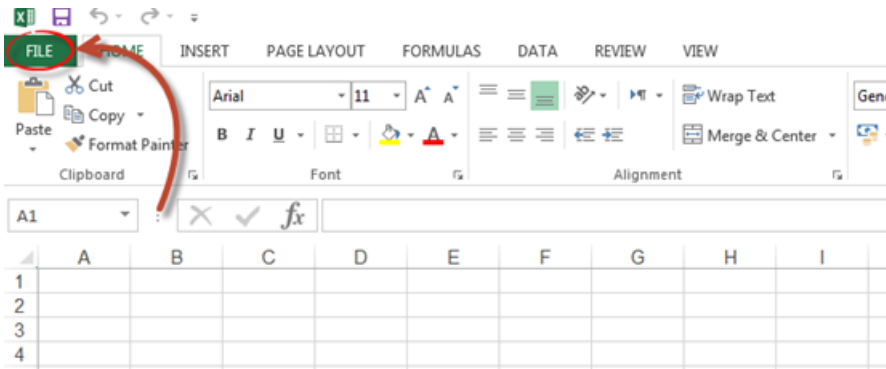 FILE HOME INSERT PAGE LAYOUT FORMULAS DATA REVIEW VIEW
Cut
Copy
Format Painter
Paste
Clipboard
Arial 11 A A
B I U A
Font
Wrap Text
Merge & Center
Alignment
Gen
A1 fx
A B C D E F G H I
1
2
3
4